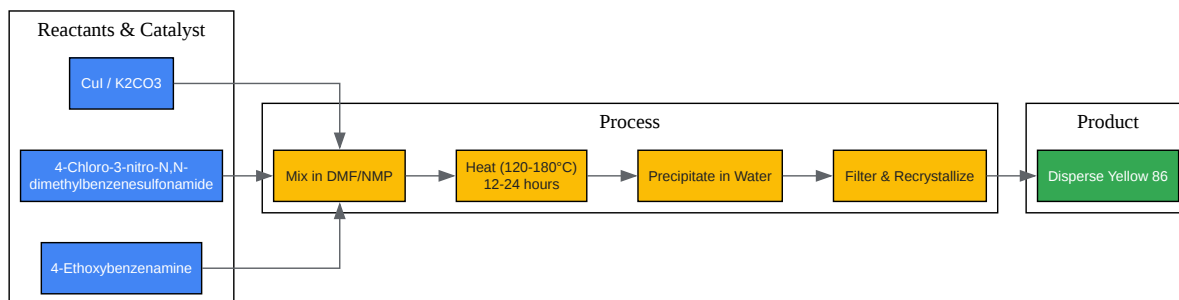 Reactants & Catalyst
CuI / K2CO3
4-Chloro-3-nitro-N,N-
dimethylbenzenesulfonamide
4-Ethoxybenzenamine
Process
Mix in DMF/NMP
Heat (120-180°C)
12-24 hours
Precipitate in Water
Filter & Recrystallize
Product
Disperse Yellow 86